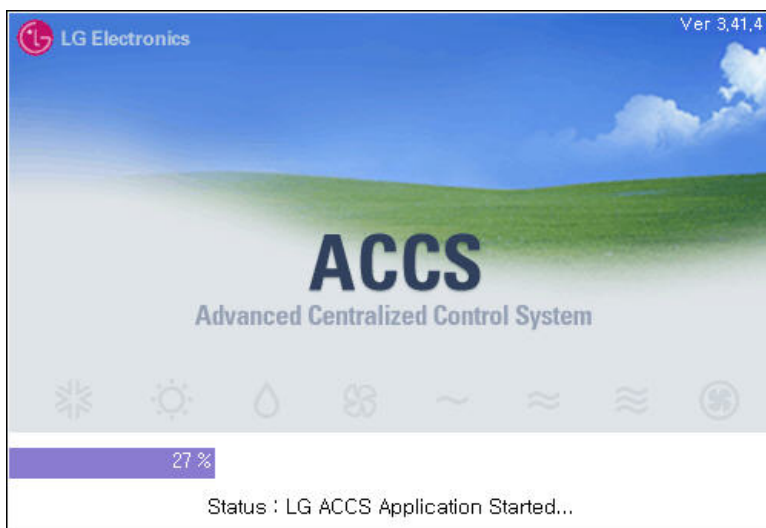 LG Electronics
Ver 3,41,4
ACCS
Advanced Centralized Control System
27 %
Status : LG ACCS Application Started...